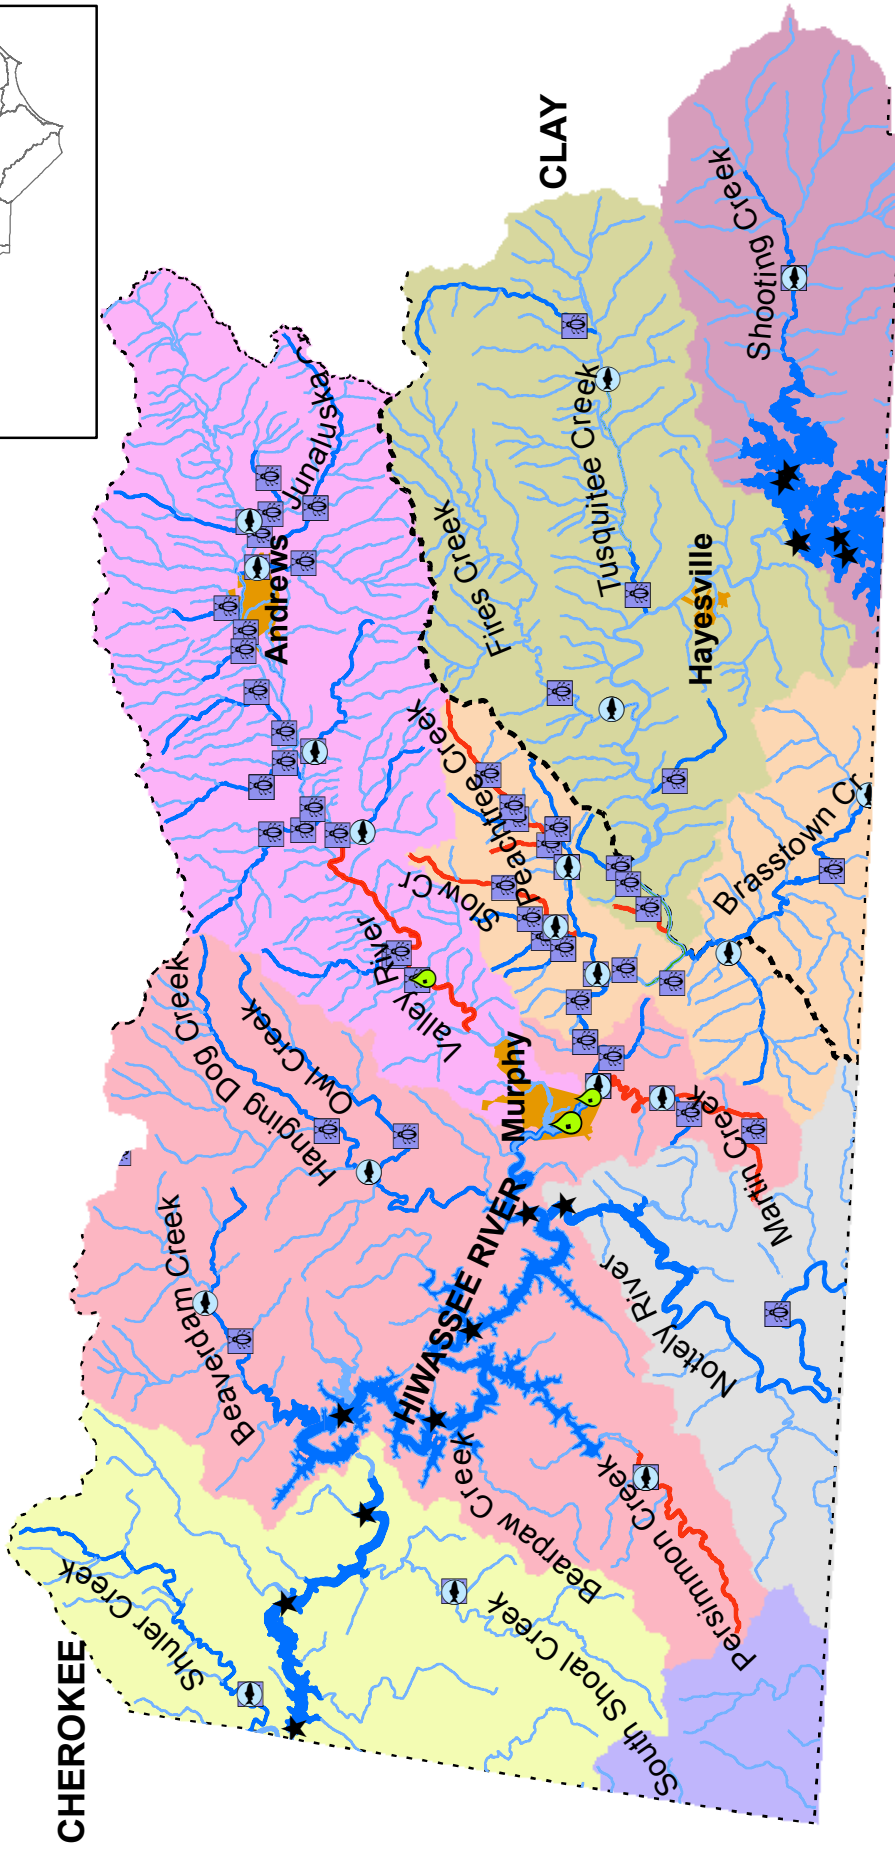 CHEROKEE
CLAY
Shuler Creek
Beaverdam Creek
Hanging Dog Creek
Owl Creek
Valley River
Junaluska Cr
Andrews
Fires Creek
Tusquitee Creek
Shooting Creek
Hayesville
Peachtree Creek
Slow Cr
Brasstown Cr
Murphy
HIWASSEE RIVER
Martin Creek
Nottely River
Bearpaw Creek
Persimmon Creek
South Shoal Creek